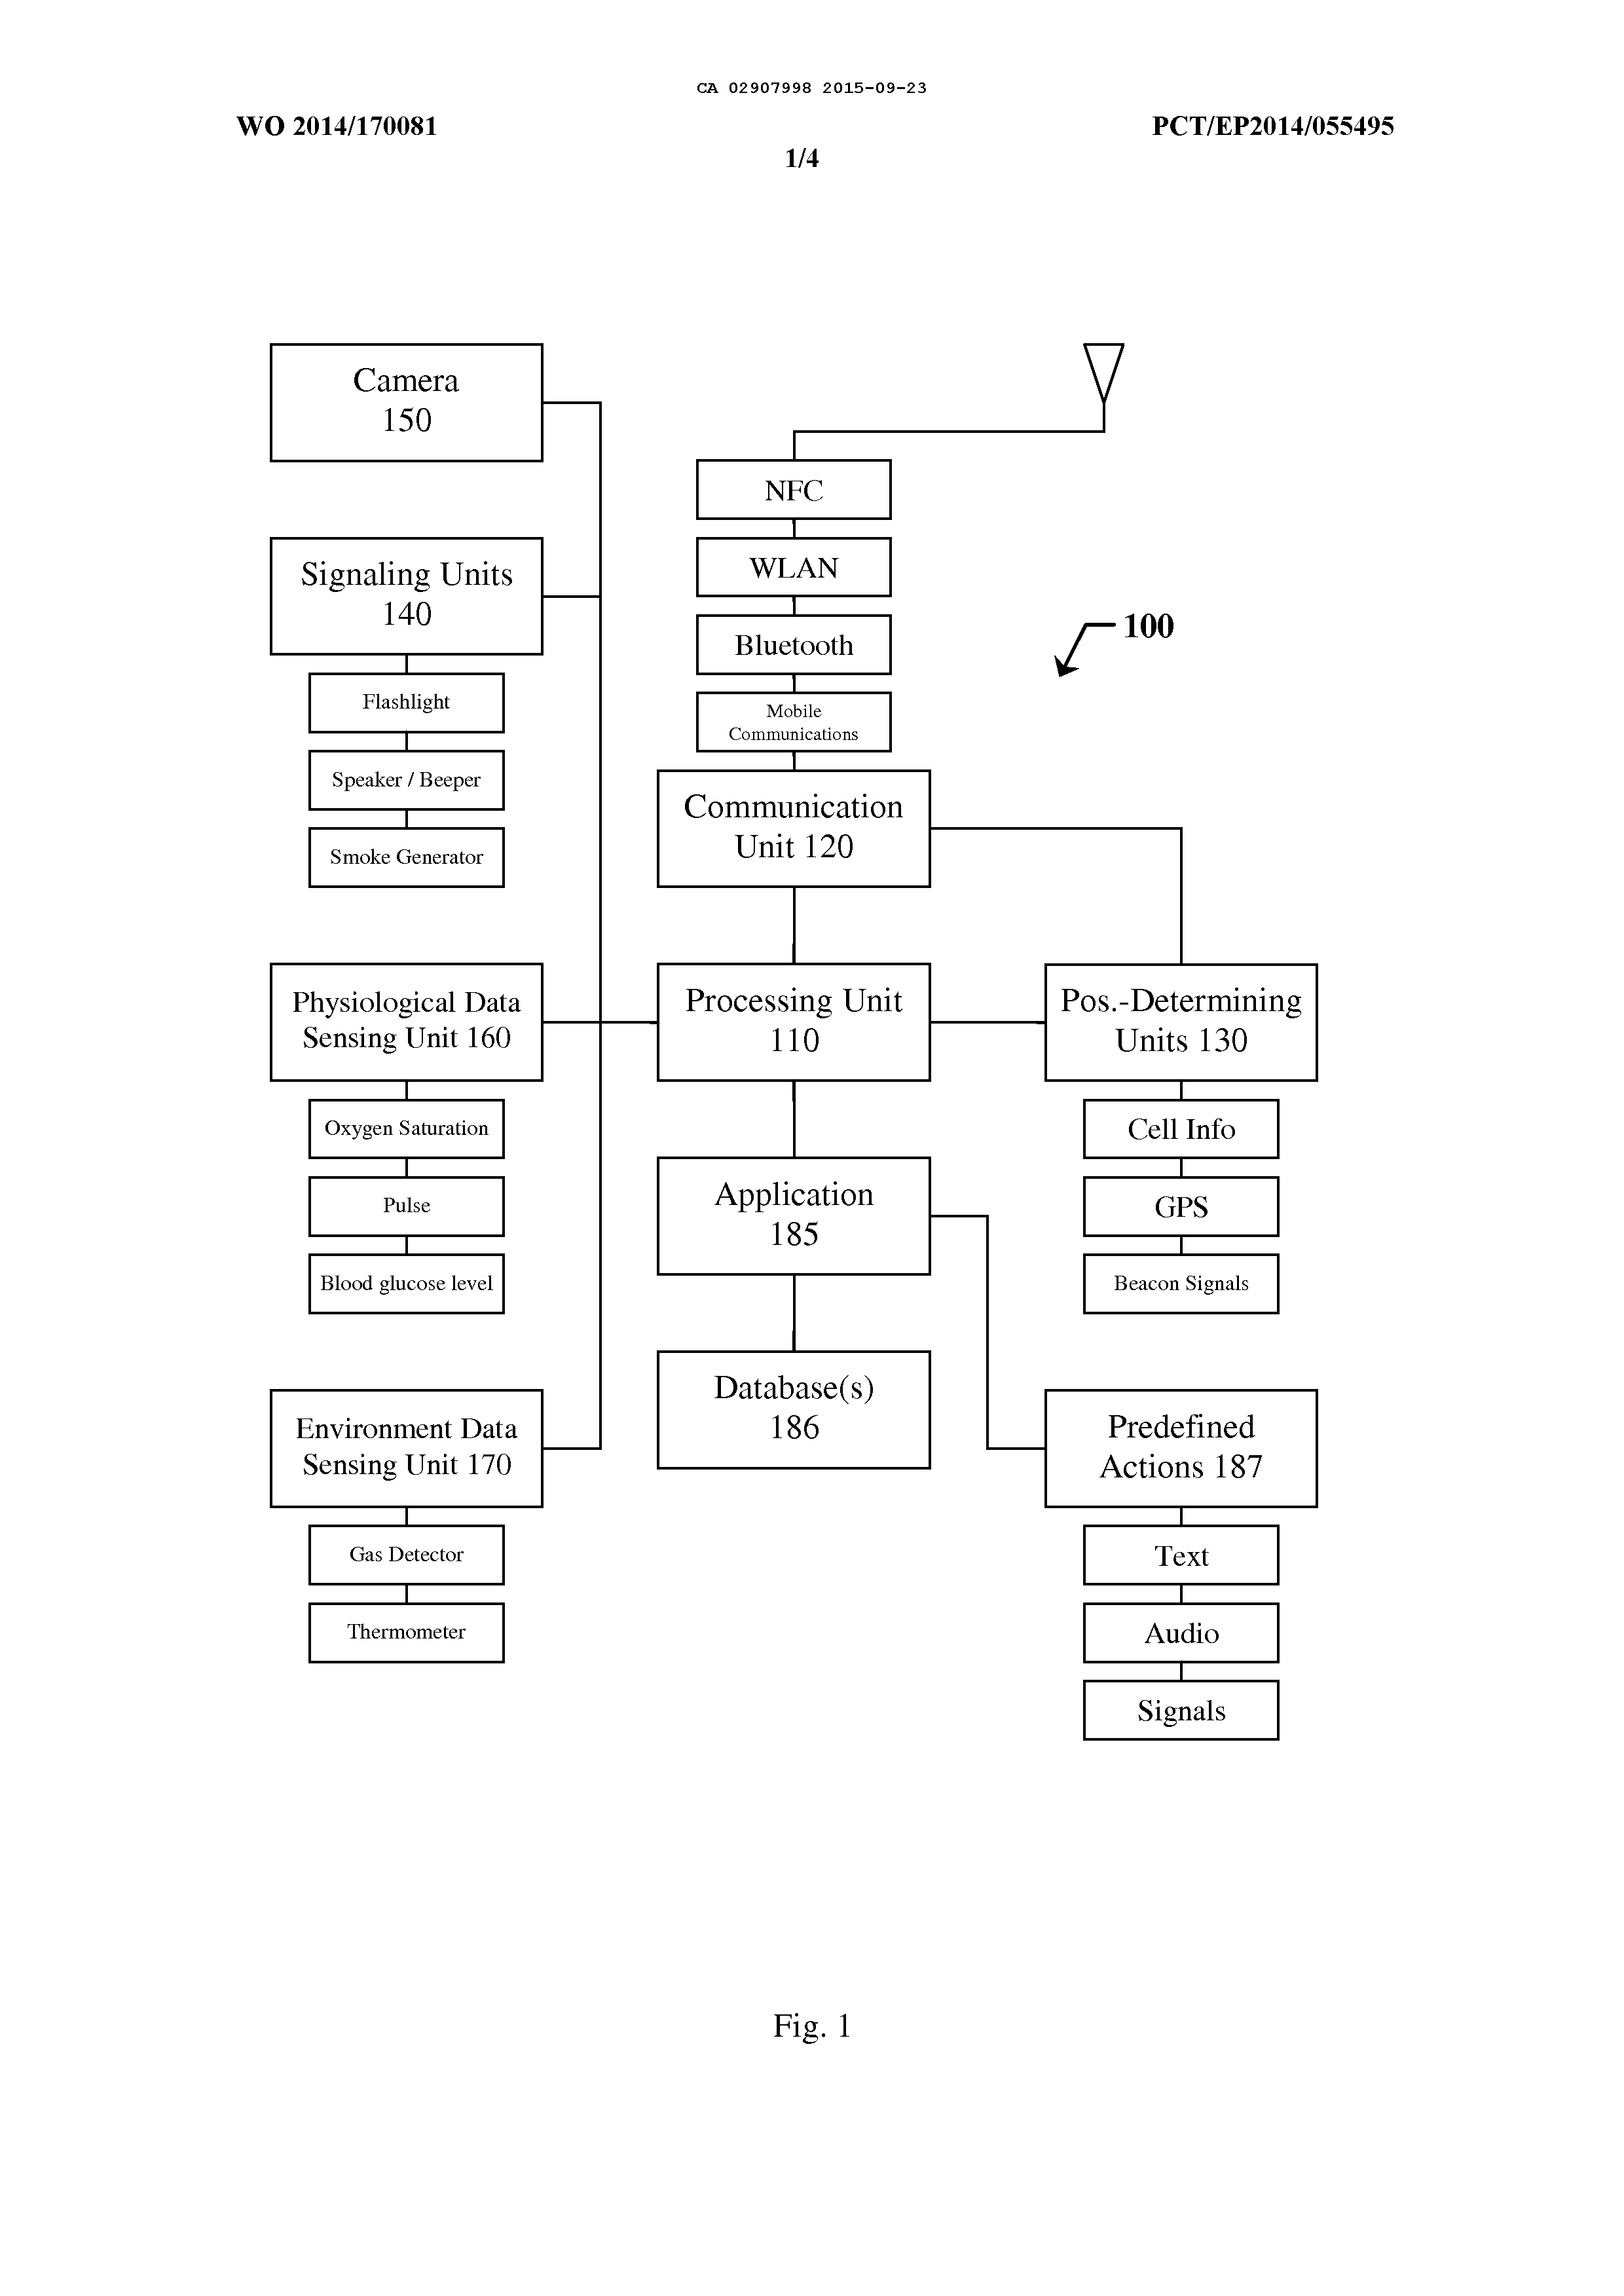 CA 02907998 2015-09-23
WO 2014/170081
PCT/EP2014/055495
1/4
Camera
150
Signaling Units
140
Flashlight
Speaker / Beeper
Smoke Generator
Physiological Data
Sensing Unit 160
Oxygen Saturation
Pulse
Blood glucose level
Environment Data
Sensing Unit 170
Gas Detector
Thermometer
NFC
WLAN
Bluetooth
Mobile
Communications
Communication
Unit 120
Processing Unit
110
Application
185
Database(s)
186
100
Pos.-Determining
Units 130
Cell Info
GPS
Beacon Signals
Predefined
Actions 187
Text
Audio
Signals
Fig. 1